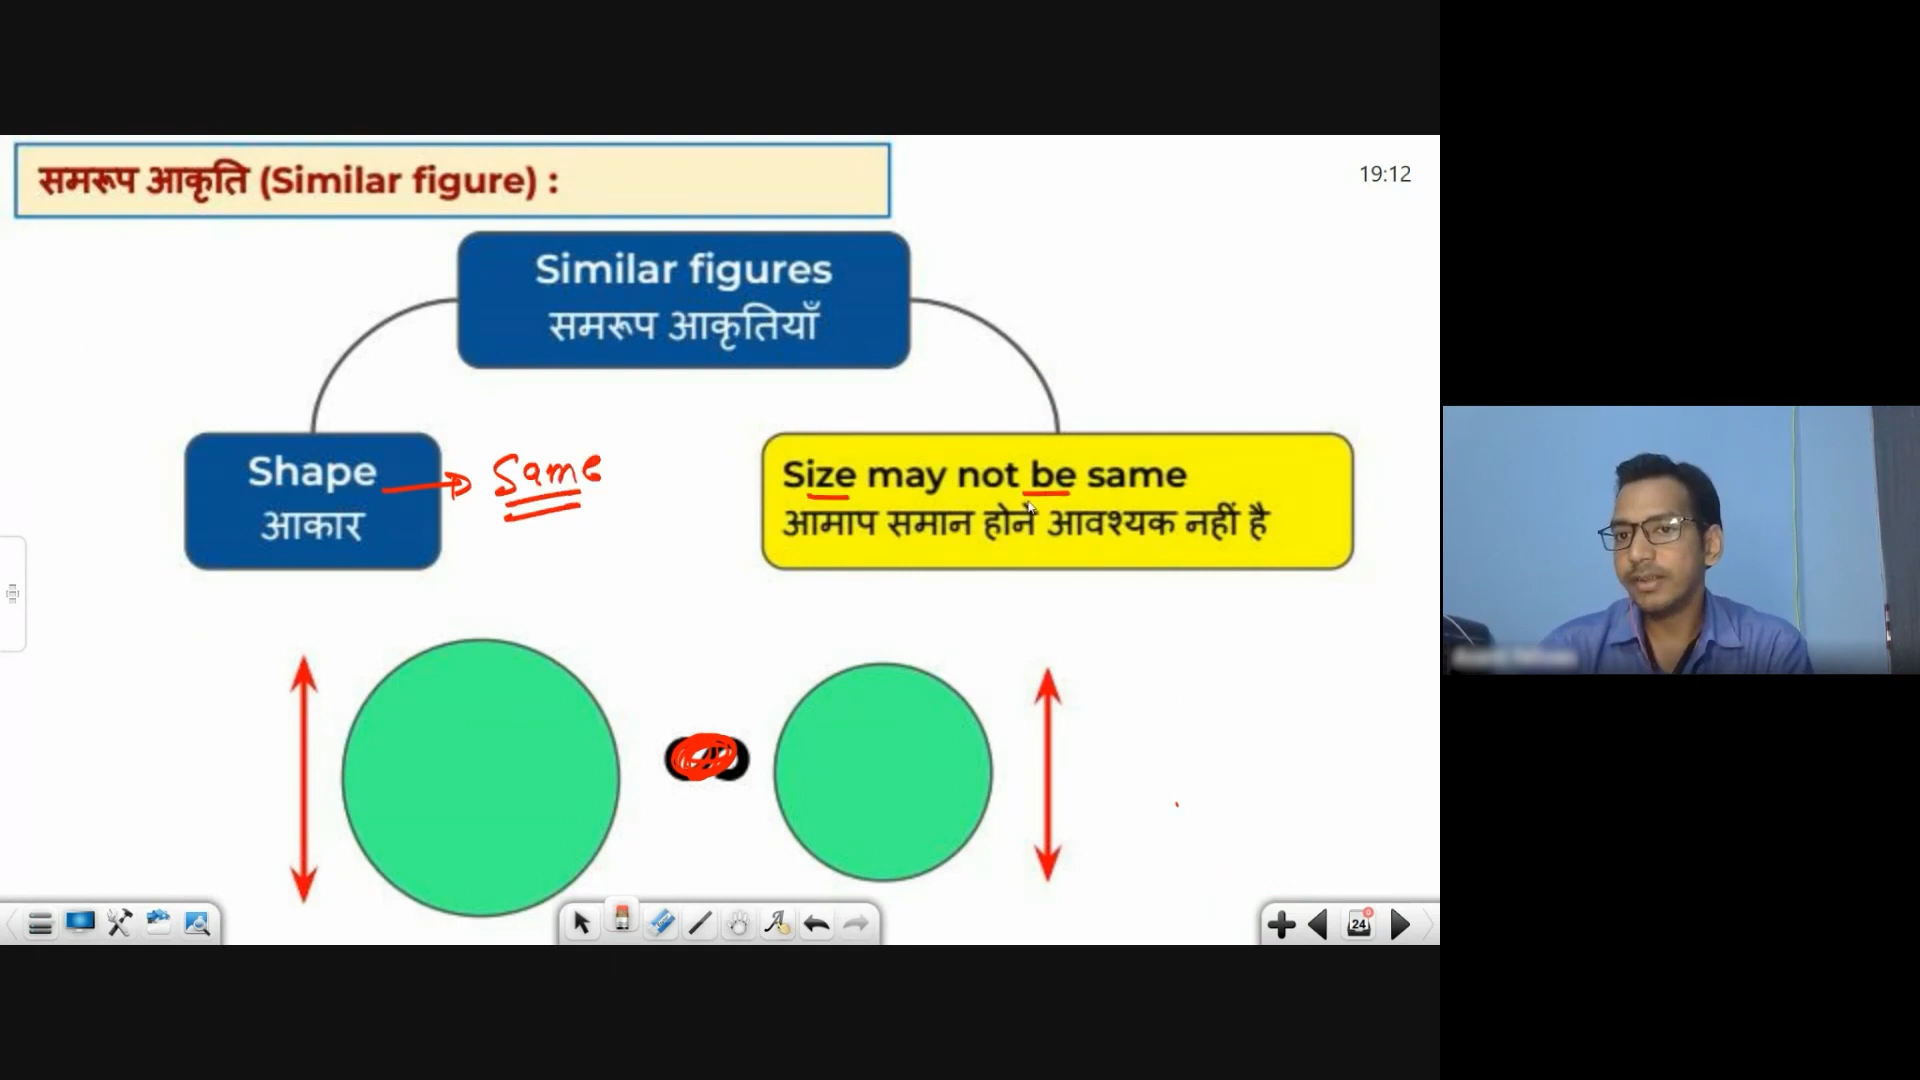 समरूप आकृति (Similar figure) :
19:12
Similar figures
समरूप आकृतियाँ
Shape
आकार
Same
Size may not be same
आमाप समान होने आवश्यक नहीं है
24
0